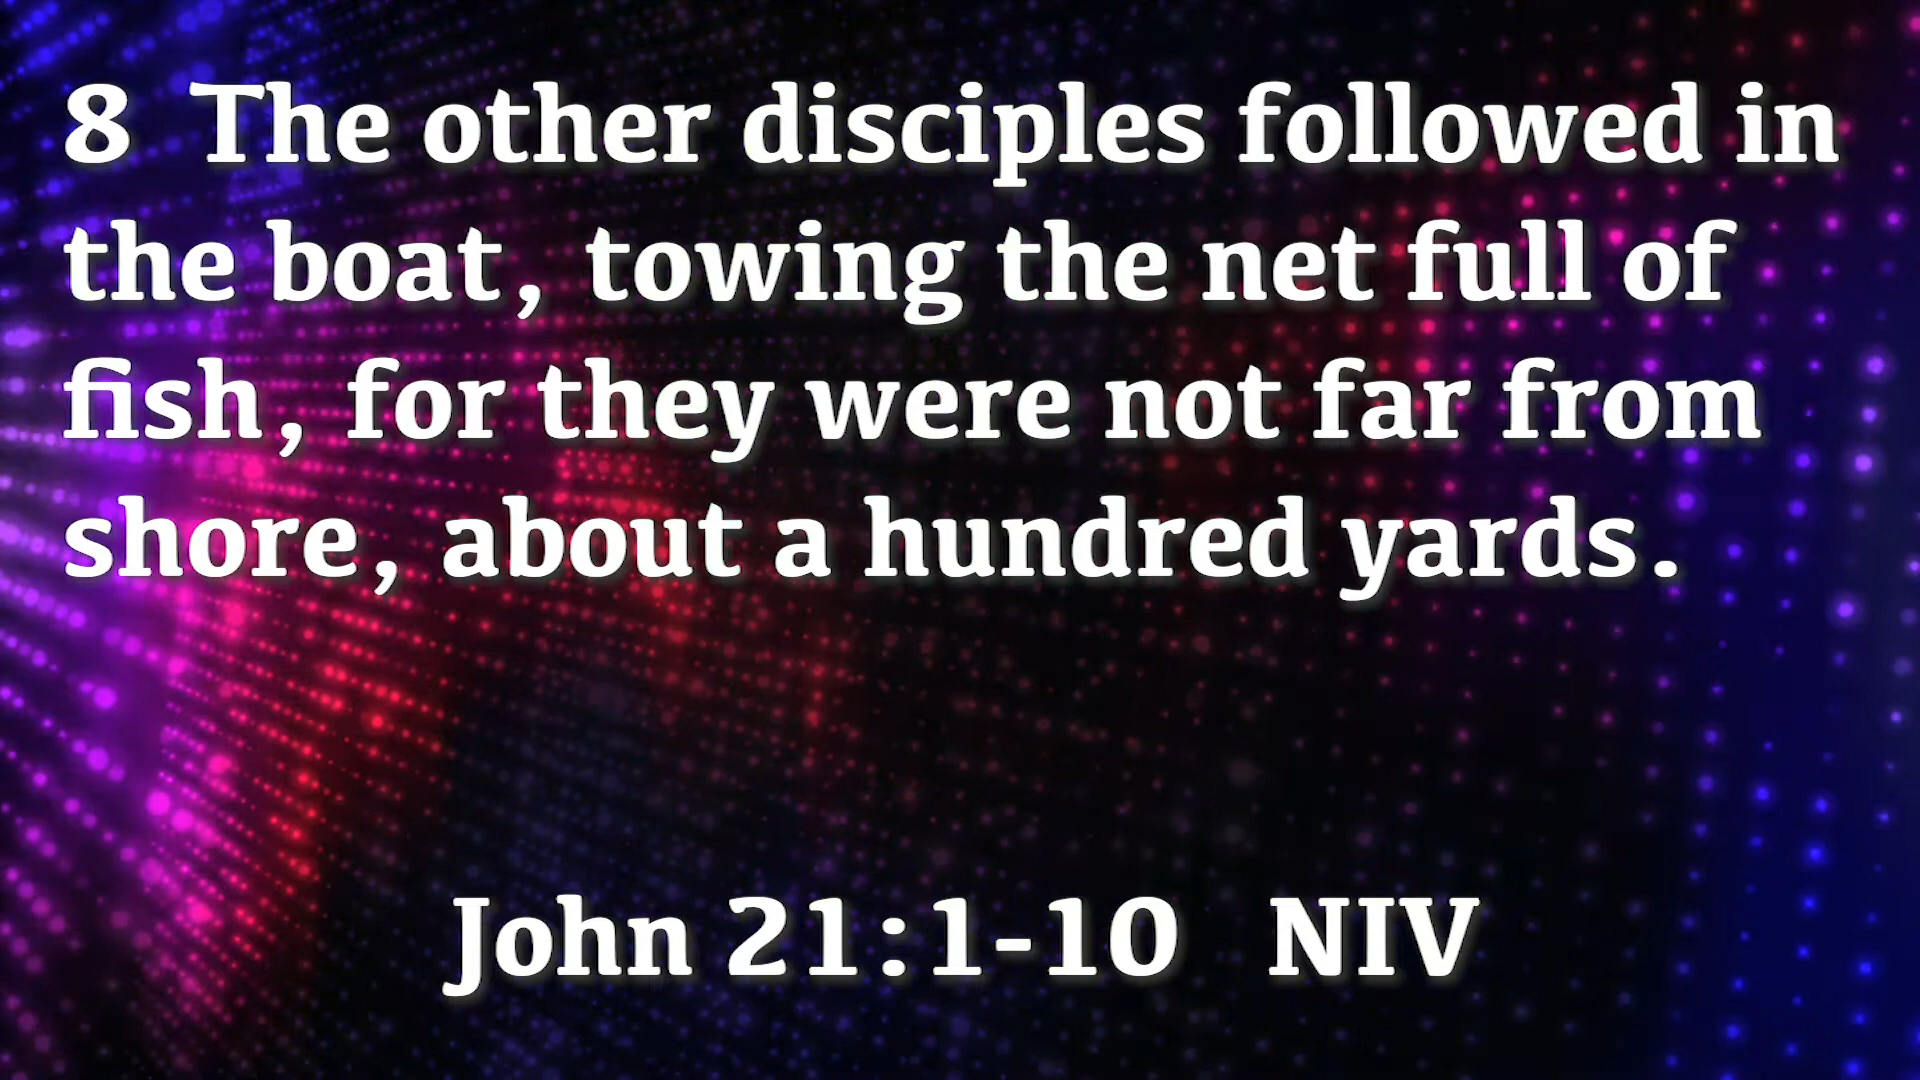 8 The other disciples followed in
the boat, towing the net full of
fish, for they were not far from
shore, about a hundred yards.
John 21:1-10 NIV